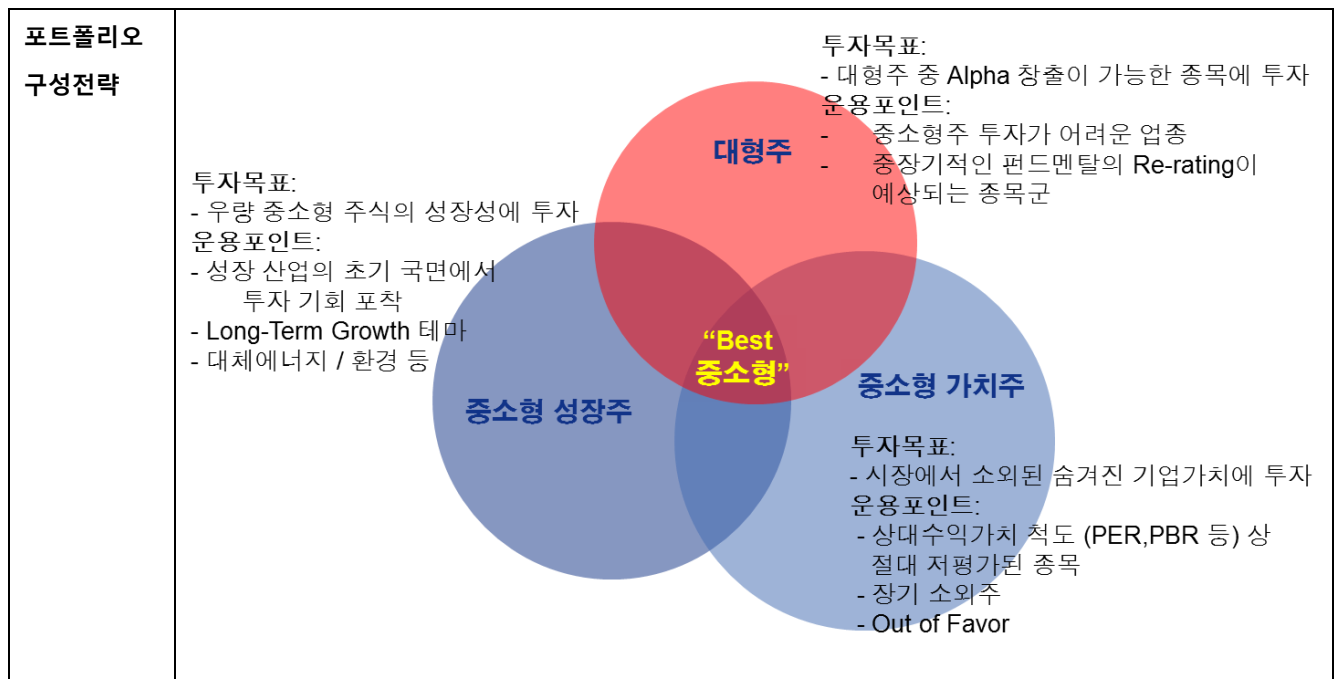 포트폴리오
구성전략
투자목표:
- 대형주 중 Alpha 창출이 가능한 종목에 투자
운용포인트:
- 중소형주 투자가 어려운 업종
- 중장기적인 펀드멘탈의 Re-rating이
예상되는 종목군
대형주
투자목표:
- 우량 중소형 주식의 성장성에 투자
운용포인트:
- 성장 산업의 초기 국면에서
투자 기회 포착
- Long-Term Growth 테마
- 대체에너지 / 환경 등
중소형 성장주
“Best
중소형”
중소형 가치주
투자목표:
- 시장에서 소외된 숨겨진 기업가치에 투자
운용포인트:
- 상대수익가치 척도 (PER,PBR 등) 상
절대 저평가된 종목
- 장기 소외주
- Out of Favor